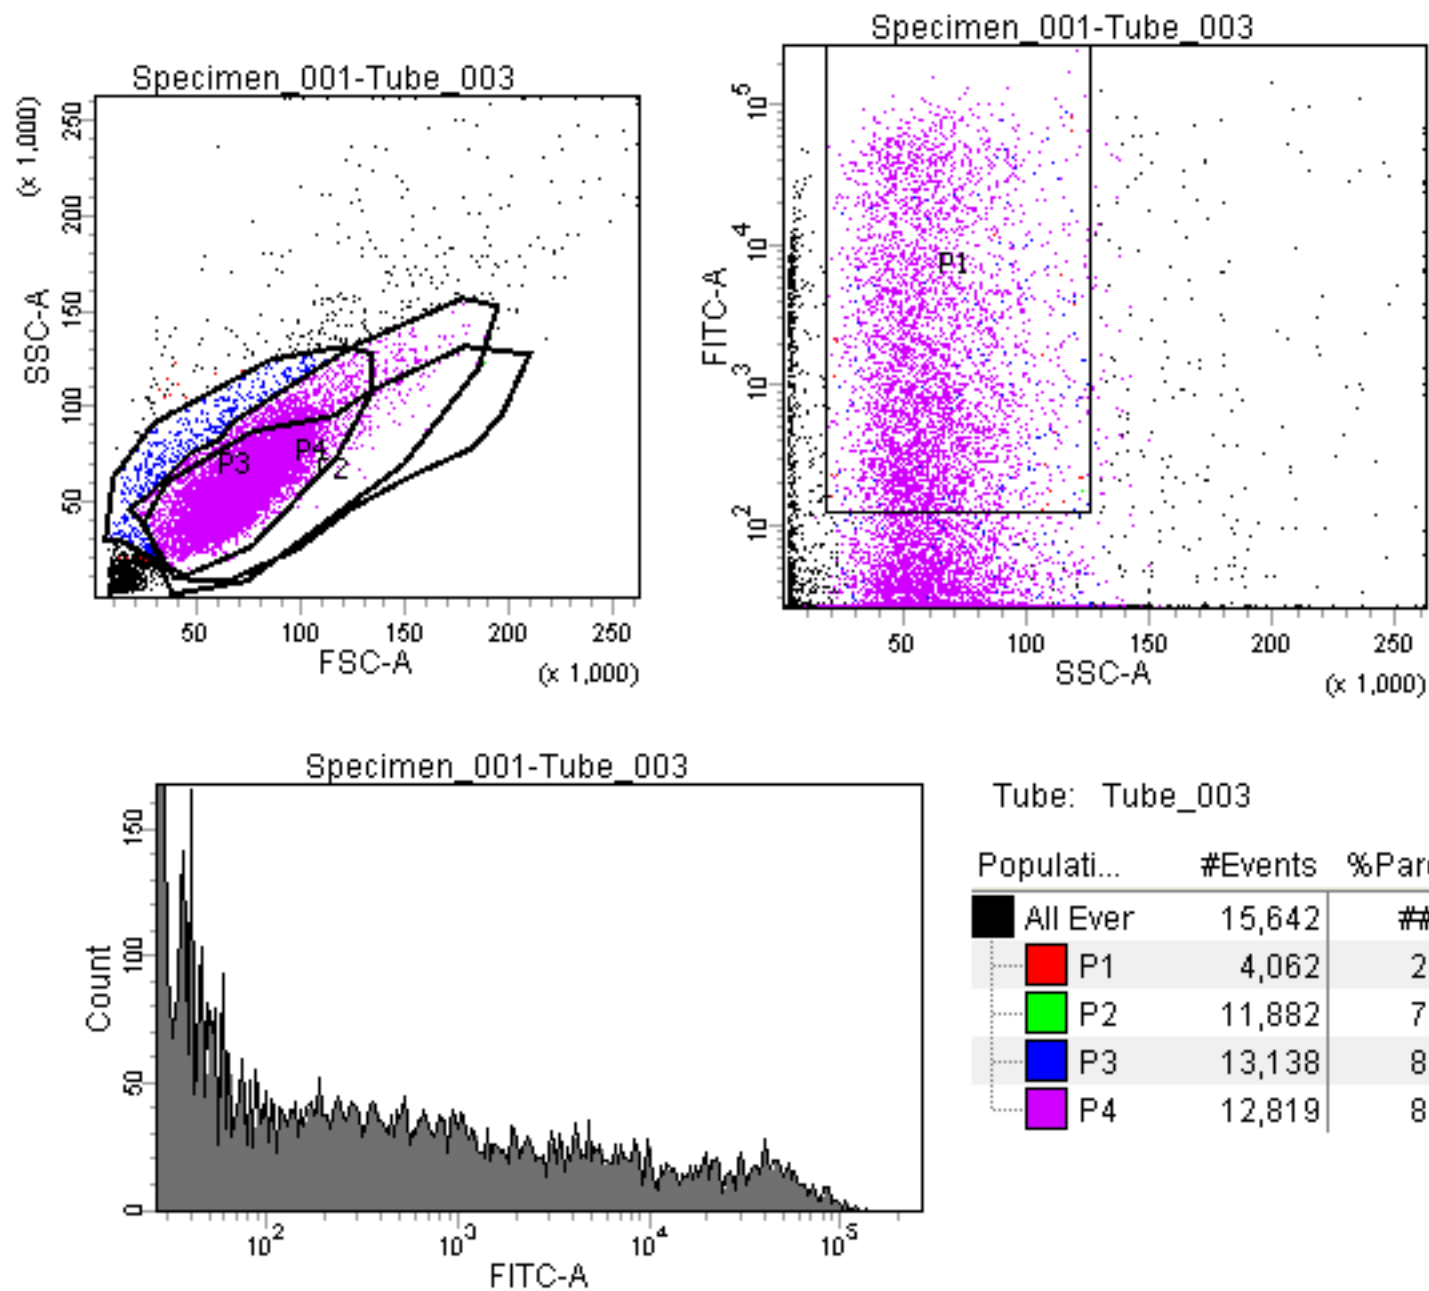 Specimen_001-Tube_003
(x 1,000)
250
200
150
100
50
SSC-A
P3
P4
50 100 150 200 250
FSC-A
(x 1,000)
Specimen_001-Tube_003
10^5
10^4
10^3
10^2
FITC-A
P1
50 100 150 200 250
SSC-A
(x 1,000)
Specimen_001-Tube_003
150
100
50
0
Count
10^2 10^3 10^4 10^5
FITC-A
Tube: Tube_003
Populati... #Events %Pare
All Ever 15,642 ##
P1 4,062 2
P2 11,882 7
P3 13,138 8
P4 12,819 8